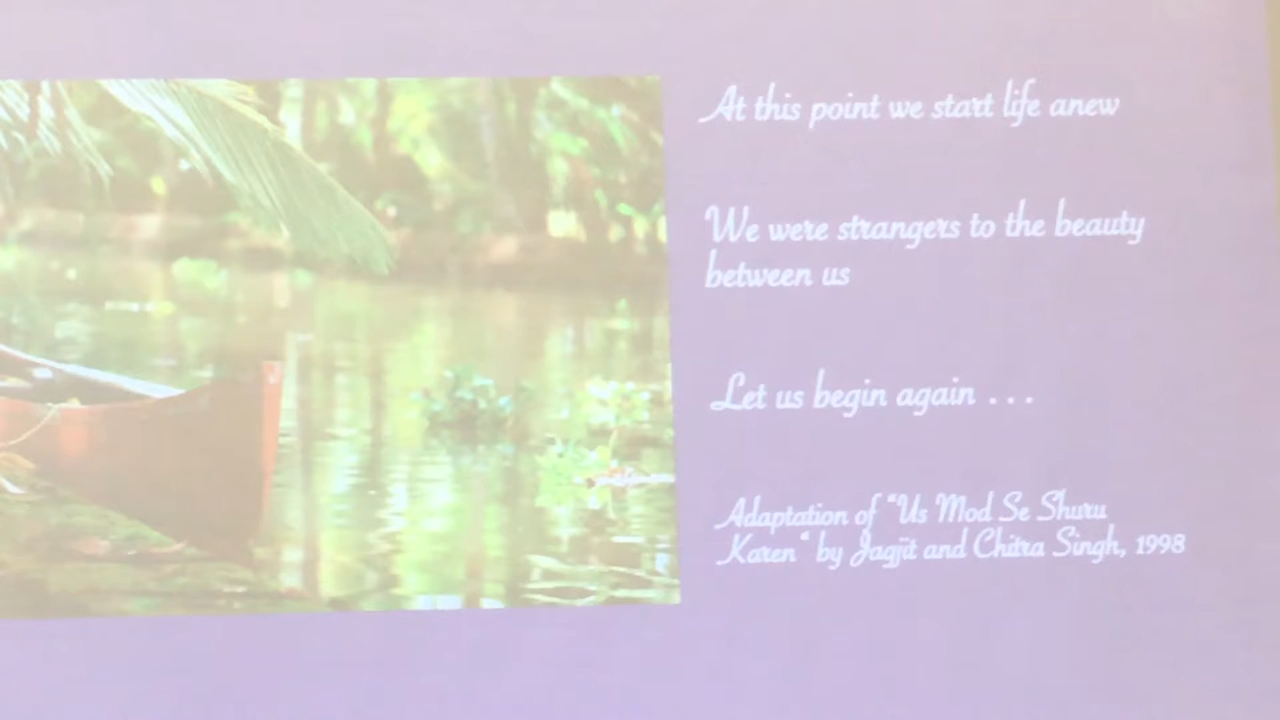 At this point we start life anew
We were strangers to the beauty
between us
Let us begin again . . .
Adaptation of "Us Mod Se Shuru
Karen" by Jagjit and Chitra Singh, 1998